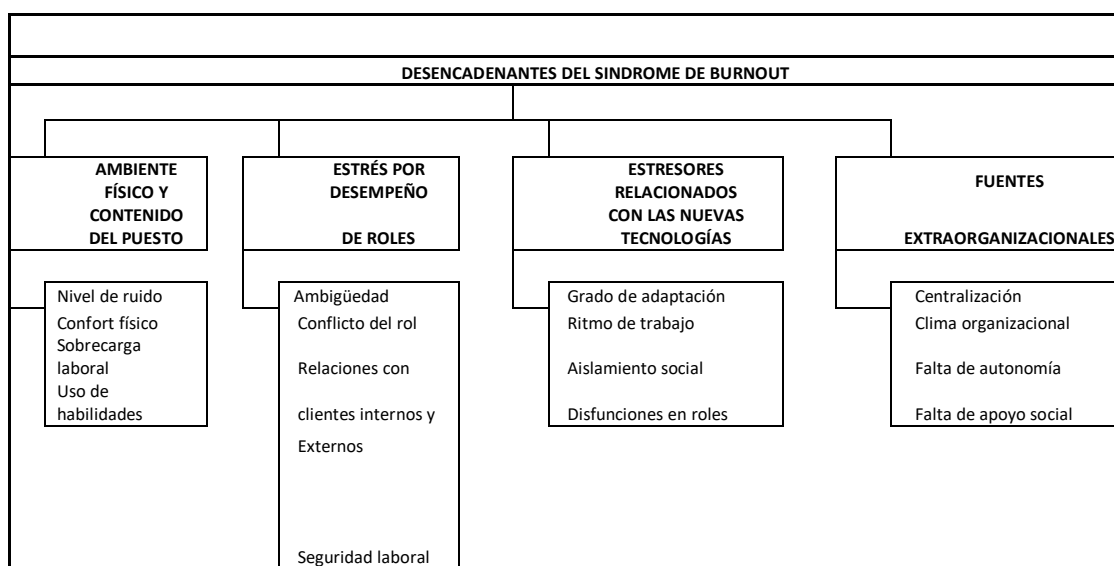 DESENCADENANTES DEL SINDROME DE BURNOUT
AMBIENTE
FÍSICO Y
CONTENIDO
DEL PUESTO
ESTRÉS POR
DESEMPEÑO
DE ROLES
ESTRESORES
RELACIONADOS
CON LAS NUEVAS
TECNOLOGÍAS
FUENTES
EXTRAORGANIZACIONALES
Nivel de ruido
Confort físico
Sobrecarga
laboral
Uso de
habilidades
Ambigüedad
Conflicto del rol
Relaciones con
clientes internos y
Externos
Seguridad laboral
Grado de adaptación
Ritmo de trabajo
Aislamiento social
Disfunciones en roles
Centralización
Clima organizacional
Falta de autonomía
Falta de apoyo social